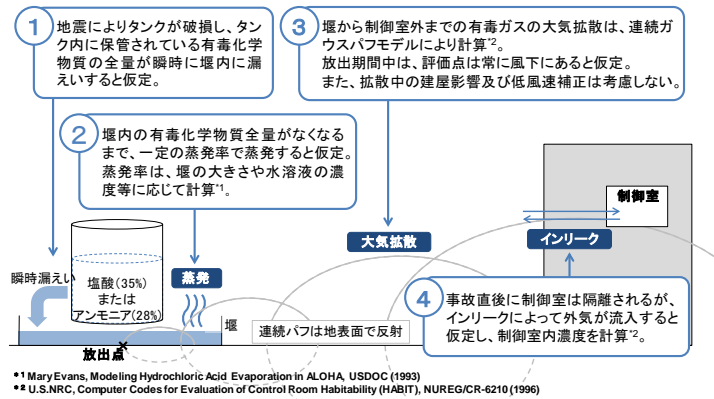 ① 地震によりタンクが破損し、タン
ク内に保管されている有毒化学
物質の全量が瞬時に堰内に漏
えいすると仮定。
③ 堰から制御室外までの有毒ガスの大気拡散は、連続ガ
ウスパフモデルにより計算*2。
放出期間中は、評価点は常に風下にあると仮定。
また、拡散中の建屋影響及び低風速補正は考慮しない。
② 堰内の有毒化学物質全量がなくなる
まで、一定の蒸発率で蒸発すると仮定。
蒸発率は、堰の大きさや水溶液の濃
度等に応じて計算*1。
制御室
大気拡散
インリーク
瞬時漏えい
塩酸(35%)
または
アンモニア(28%)
蒸発
堰
連続パフは地表面で反射
放出点
④ 事故直後に制御室は隔離されるが、
インリークによって外気が流入すると
仮定し、制御室内濃度を計算*2。
*1 Mary Evans, Modeling Hydrochloric Acid Evaporation in ALOHA, USDOC (1993)
*2 U.S.NRC, Computer Codes for Evaluation of Control Room Habitability (HABIT), NUREG/CR-6210 (1996)